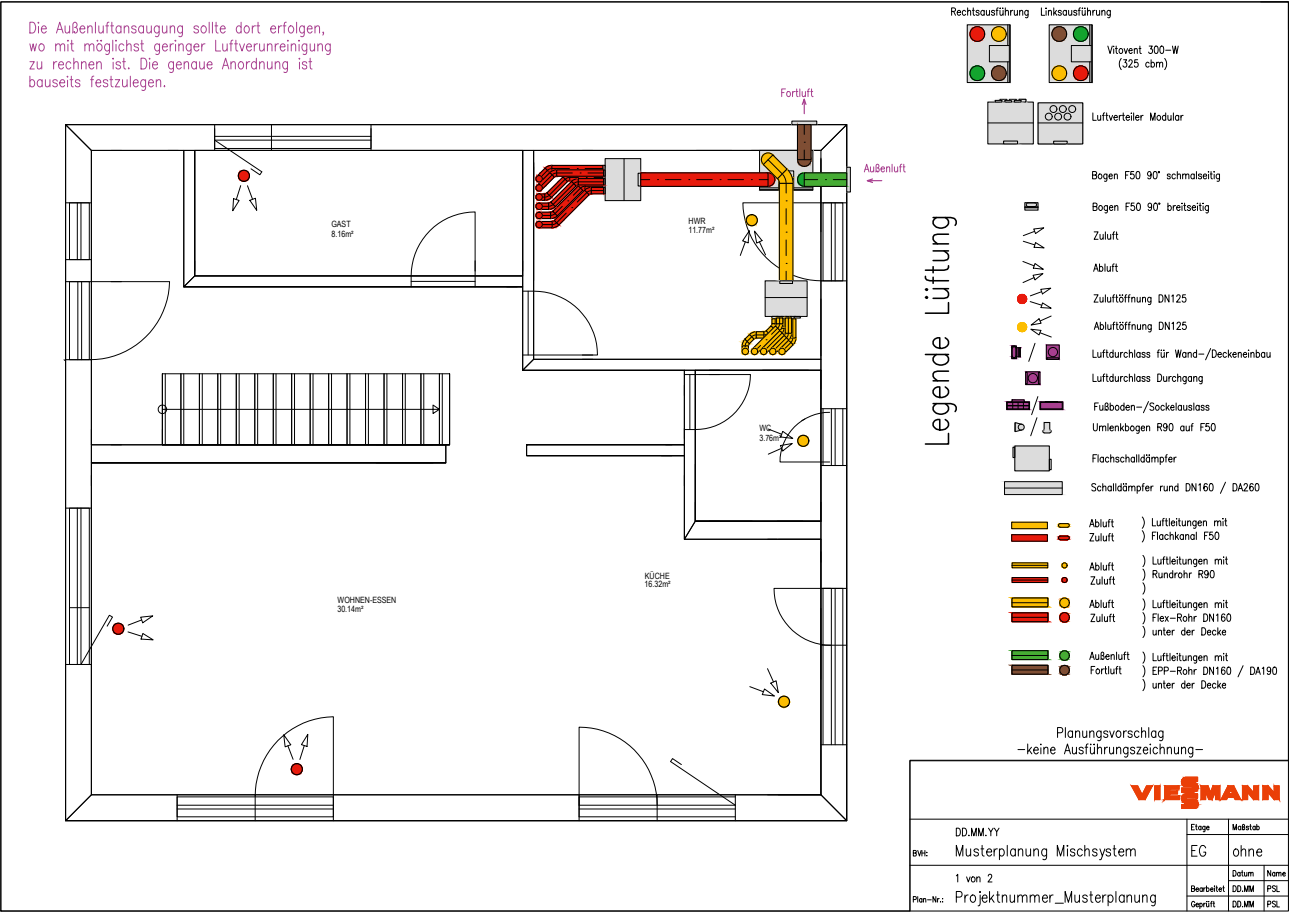 Die Außenluftansaugung sollte dort erfolgen,
wo mit möglichst geringer Luftverunreinigung
zu rechnen ist. Die genaue Anordnung ist
bauseits festzulegen.
Fortluft
Außenluft
GAST
8.16m²
HWR
11.77m²
WC
3.76m²
KÜCHE
16.32m²
WOHNEN-ESSEN
30.14m²
Legende Lüftung
Rechtsausführung Linksausführung
Vitovent 300-W
(325 cbm)
Luftverteiler Modular
Bogen F50 90° schmalseitig
Bogen F50 90° breitseitig
Zuluft
Abluft
Zuluftöffnung DN125
Abluftöffnung DN125
/ Luftdurchlass für Wand-/Deckeneinbau
Luftdurchlass Durchgang
/ Fußboden-/Sockelauslass
/ Umlenkbogen R90 auf F50
Flachschalldämpfer
Schalldämpfer rund DN160 / DA260
Abluft ) Luftleitungen mit
Zuluft ) Flachkanal F50
Abluft ) Luftleitungen mit
Zuluft ) Rundrohr R90
)
Abluft ) Luftleitungen mit
Zuluft ) Flex-Rohr DN160
) unter der Decke
Außenluft ) Luftleitungen mit
Fortluft ) EPP-Rohr DN160 / DA190
) unter der Decke
Planungsvorschlag
-keine Ausführungszeichnung-
VIESSMANN
DD.MM.YY
BVH: Musterplanung Mischsystem
Etage Maßstab
EG ohne
1 von 2
Plan-Nr.: Projektnummer_Musterplanung
Datum Name
Bearbeitet DD.MM PSL
Geprüft DD.MM PSL